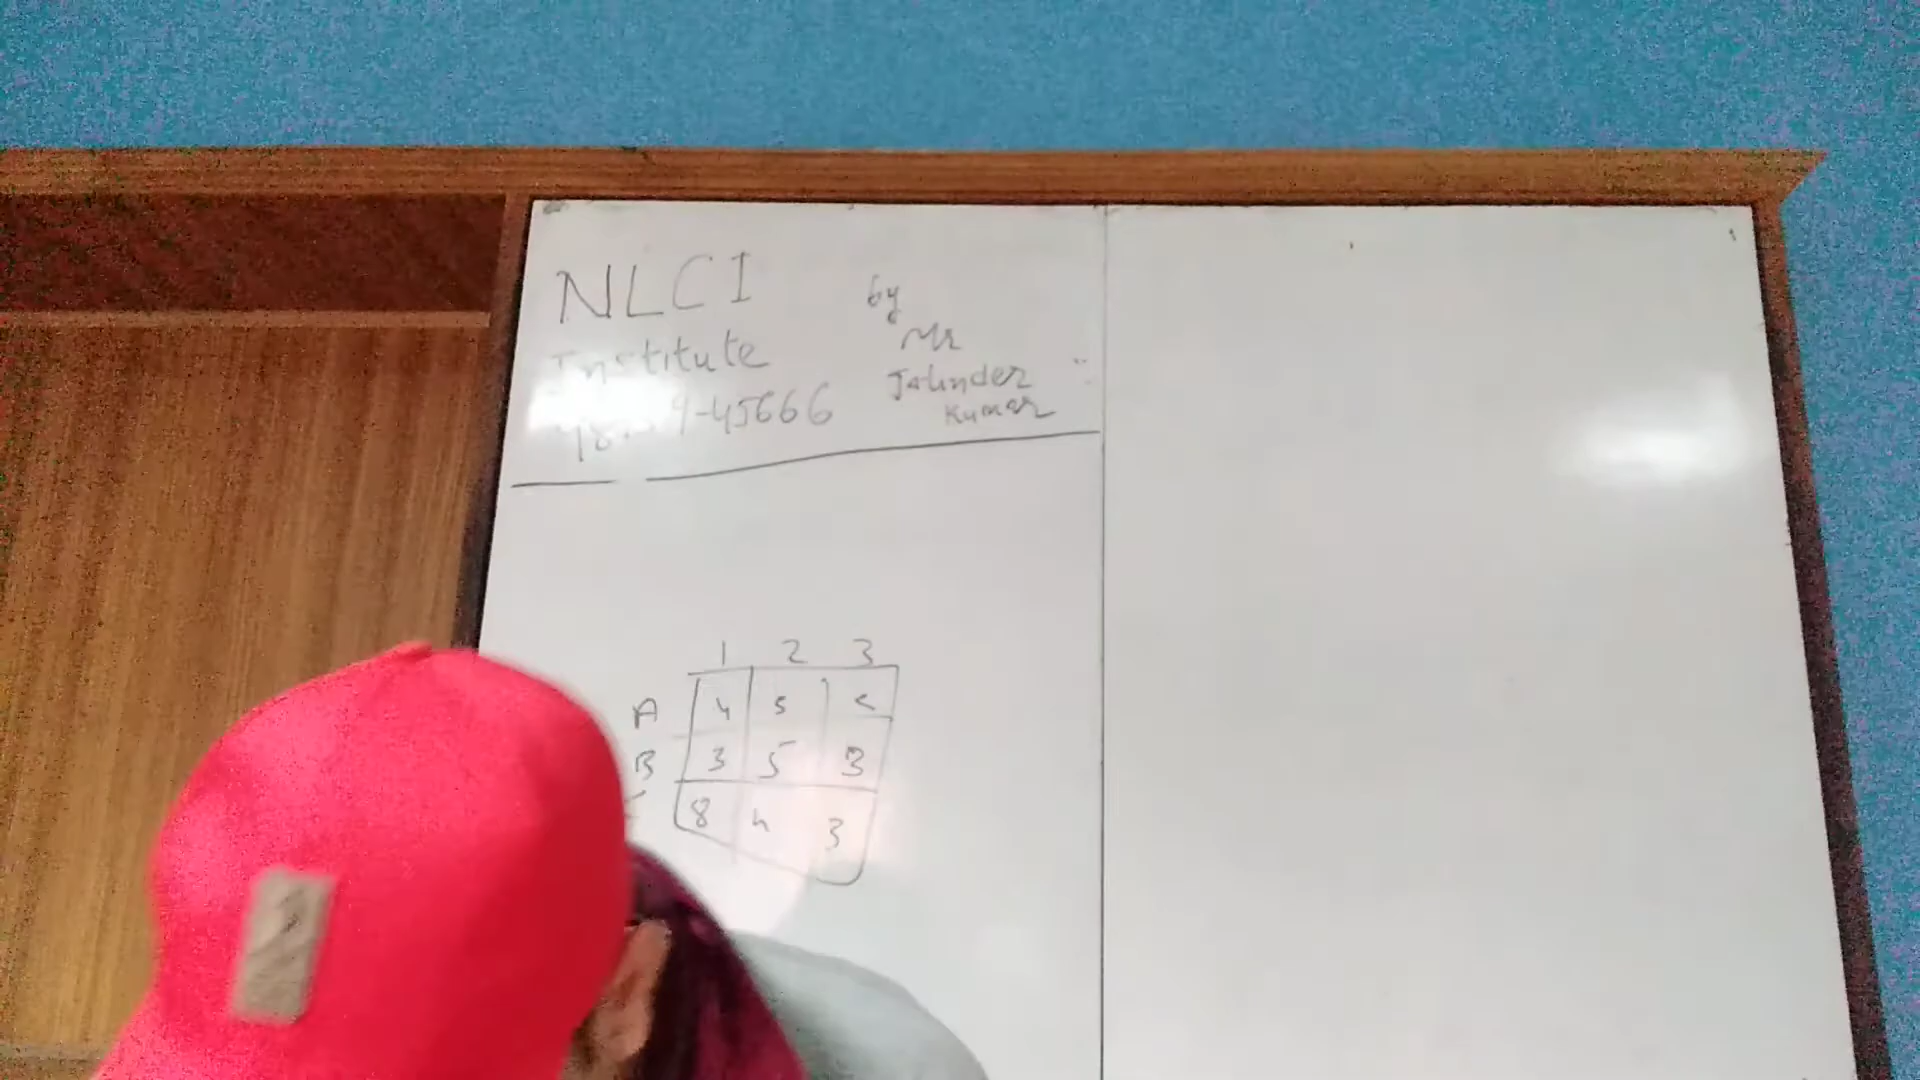 NLCI
Institute
-45666
by
Mr
Jatinder
Kumar
1 2 3
A 4 5
B 3 5 3
8 4 3